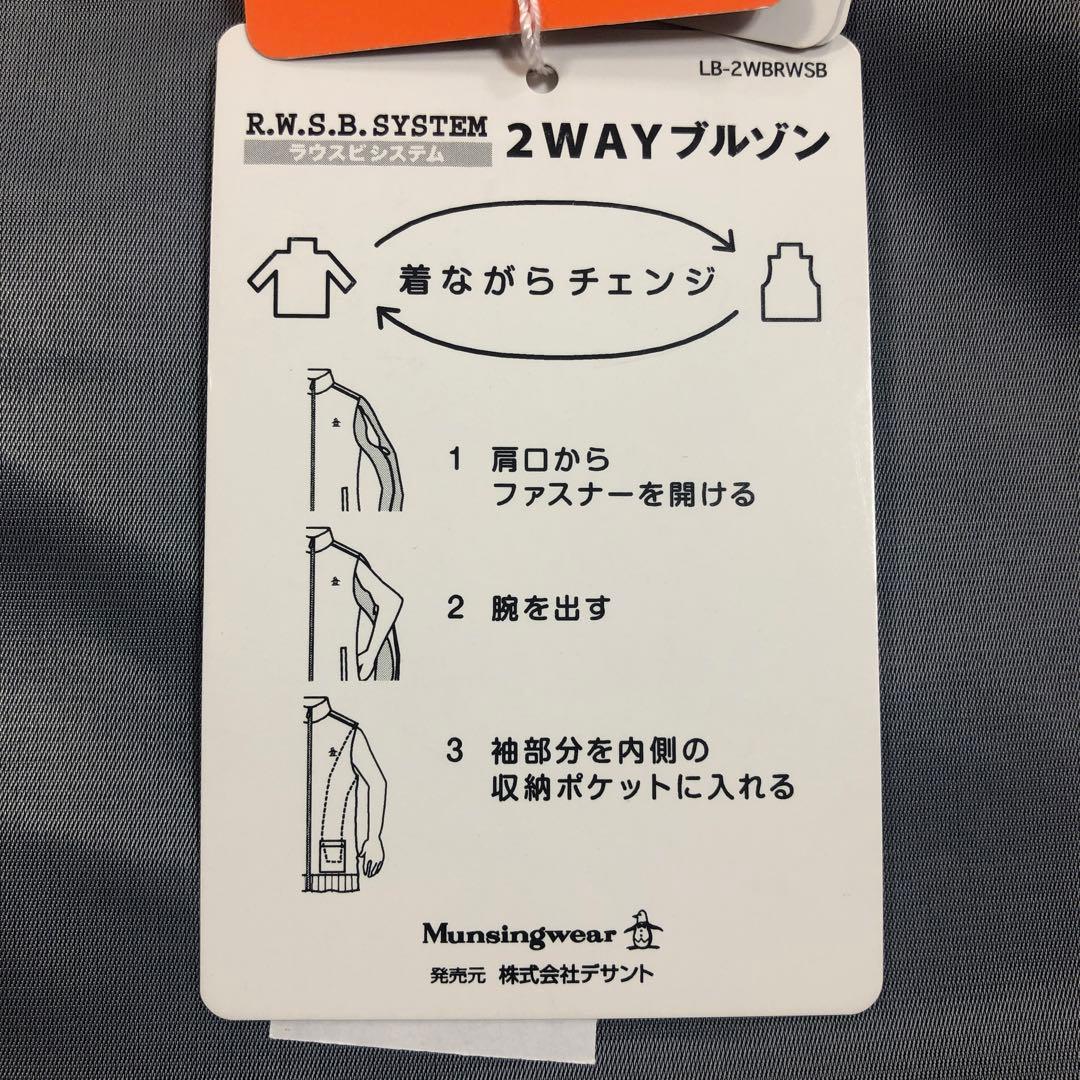 LB-2WBRWSB
R.W.S.B.SYSTEM
ラウスビシステム
2WAYブルゾン
着ながらチェンジ
1 肩口から
ファスナーを開ける
2 腕を出す
3 袖部分を内側の
収納ポケットに入れる
Munsingwear
発売元 株式会社デサント